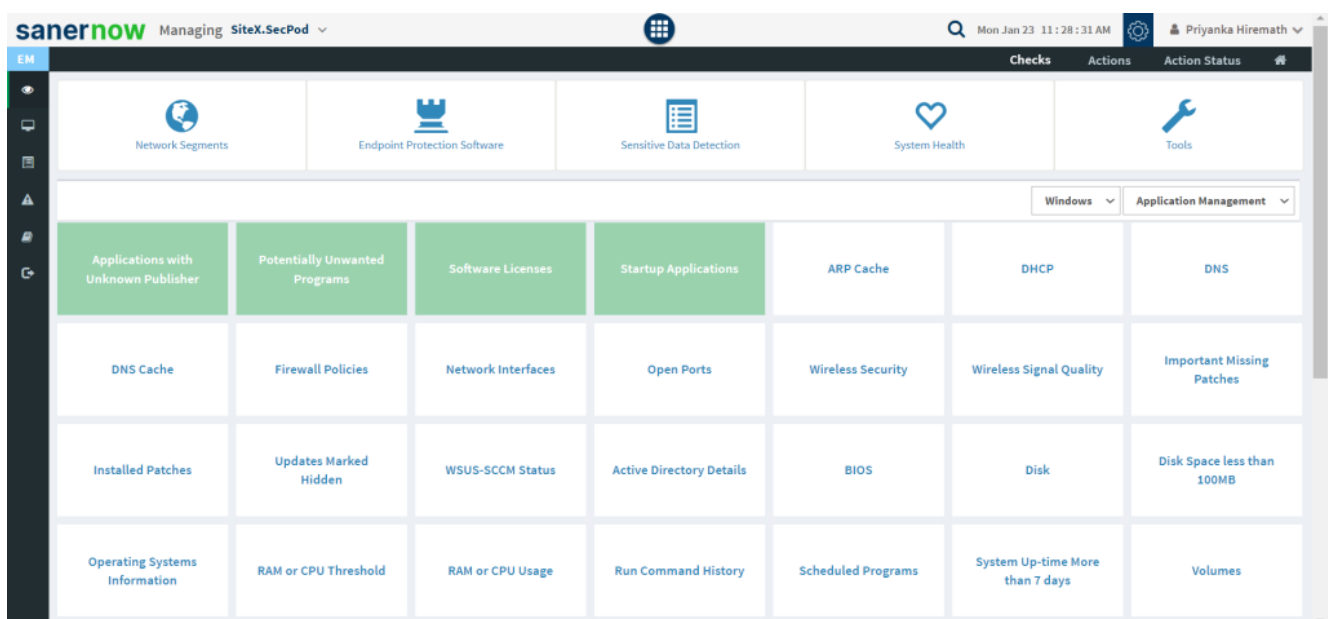 sanernow Managing SiteX.SecPod Mon Jan 23 11:28:31 AM Priyanka Hiremath
EM Checks Actions Action Status
Network Segments Endpoint Protection Software Sensitive Data Detection System Health Tools
Windows Application Management
Applications with
Unknown Publisher
Potentially Unwanted
Programs
Software Licenses
Startup Applications
ARP Cache
DHCP
DNS
DNS Cache
Firewall Policies
Network Interfaces
Open Ports
Wireless Security
Wireless Signal Quality
Important Missing
Patches
Installed Patches
Updates Marked
Hidden
WSUS-SCCM Status
Active Directory Details
BIOS
Disk
Disk Space less than
100MB
Operating Systems
Information
RAM or CPU Threshold
RAM or CPU Usage
Run Command History
Scheduled Programs
System Up-time More
than 7 days
Volumes